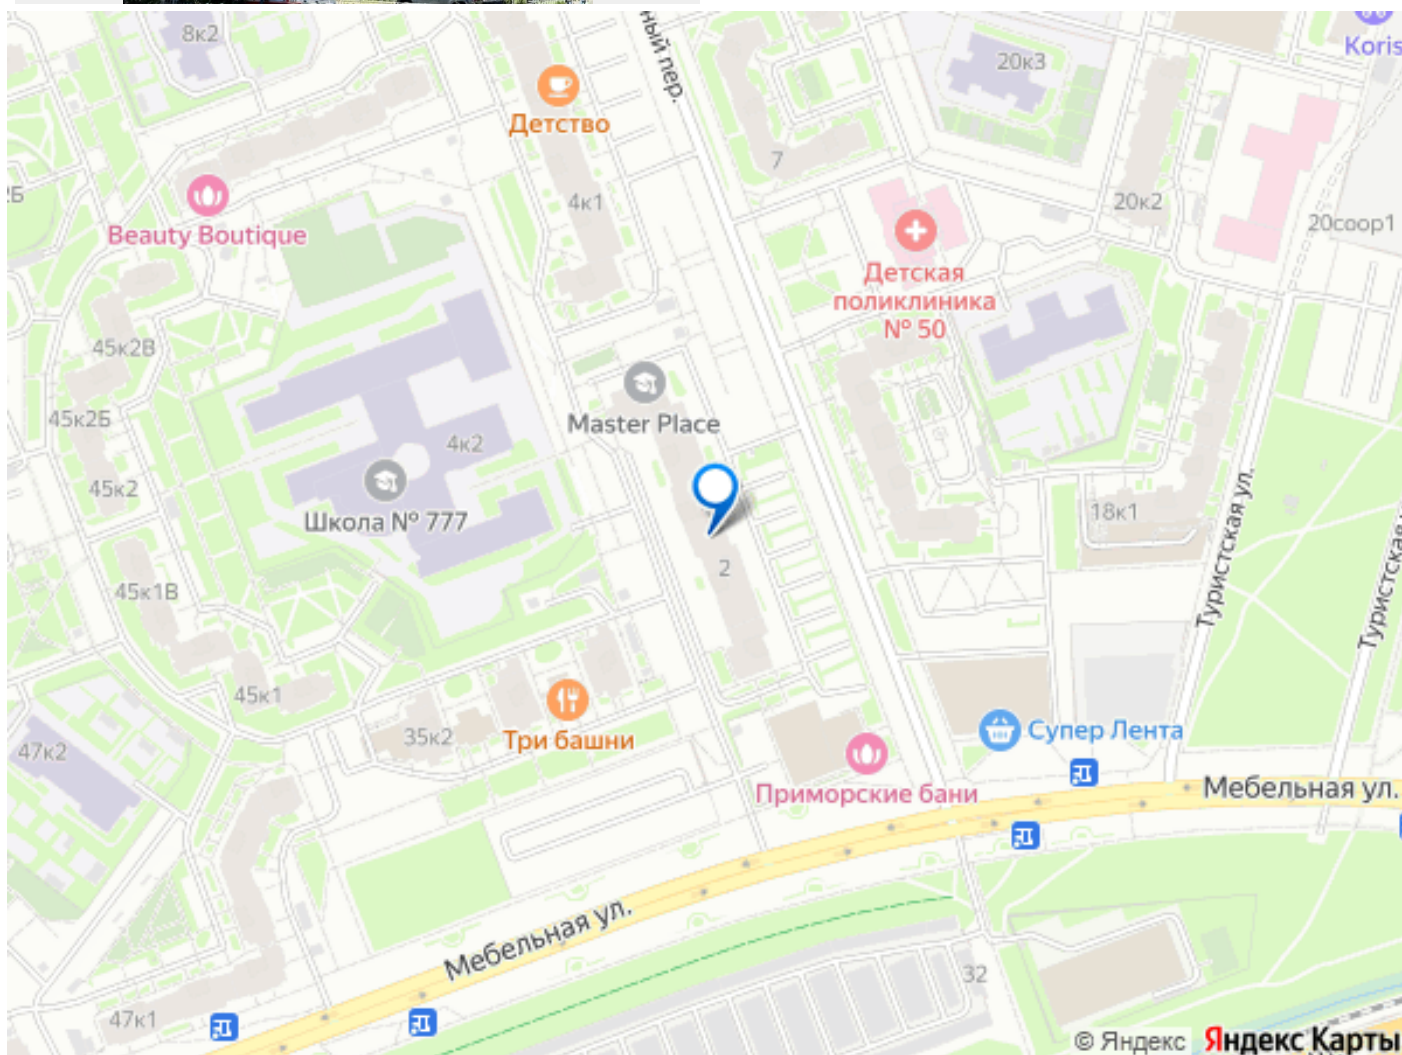 8к2
20к3
Koris
ный пер.
Детство
7
4к1
20к2
20соор1
Beauty Boutique
Детская
поликлиника
№ 50
45к2В
45к2Б
Master Place
4к2
45к2
Школа № 777
18к1
2
Туристская ул.
45к1В
45к1
35к2
Три башни
47к2
Супер Лента
Приморские бани
Мебельная ул.
Мебельная ул.
32
47к1
© Яндекс Яндекс Карты